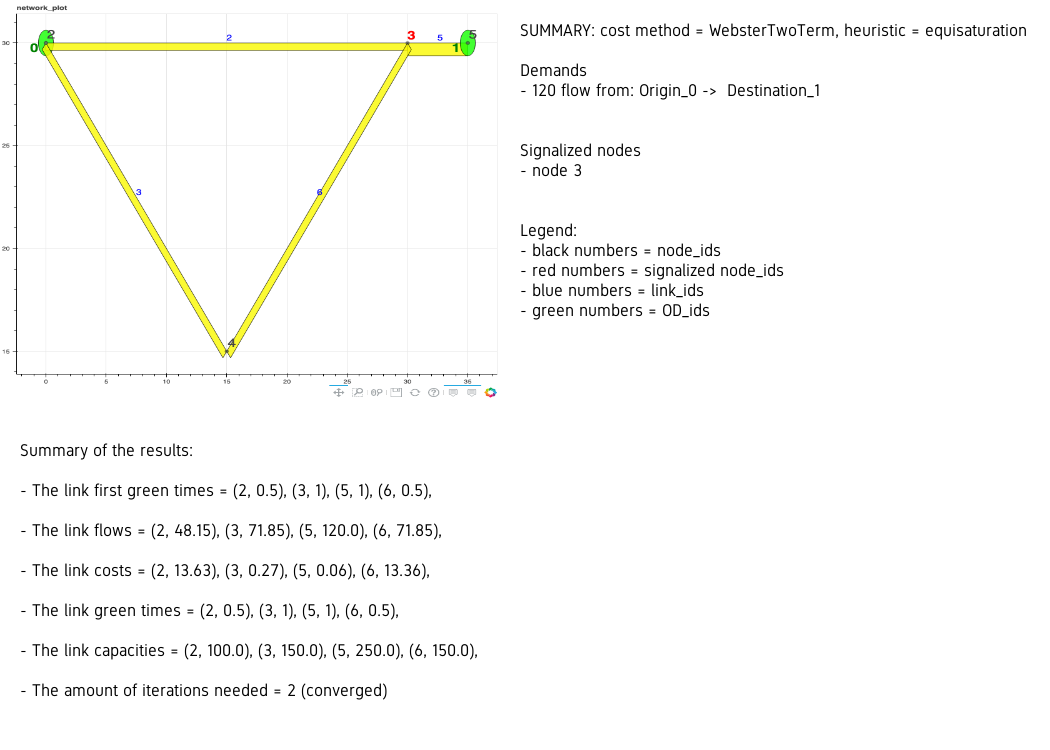 network_plot
2
0
2
3
5
5
1
30
25
20
15
3
6
4
0
5
10
15
20
25
30
35
SUMMARY: cost method = WebsterTwoTerm, heuristic = equisaturation
Demands
- 120 flow from: Origin_0 -> Destination_1
Signalized nodes
- node 3
Legend:
- black numbers = node_ids
- red numbers = signalized node_ids
- blue numbers = link_ids
- green numbers = OD_ids
Summary of the results:
- The link first green times = (2, 0.5), (3, 1), (5, 1), (6, 0.5),
- The link flows = (2, 48.15), (3, 71.85), (5, 120.0), (6, 71.85),
- The link costs = (2, 13.63), (3, 0.27), (5, 0.06), (6, 13.36),
- The link green times = (2, 0.5), (3, 1), (5, 1), (6, 0.5),
- The link capacities = (2, 100.0), (3, 150.0), (5, 250.0), (6, 150.0),
- The amount of iterations needed = 2 (converged)